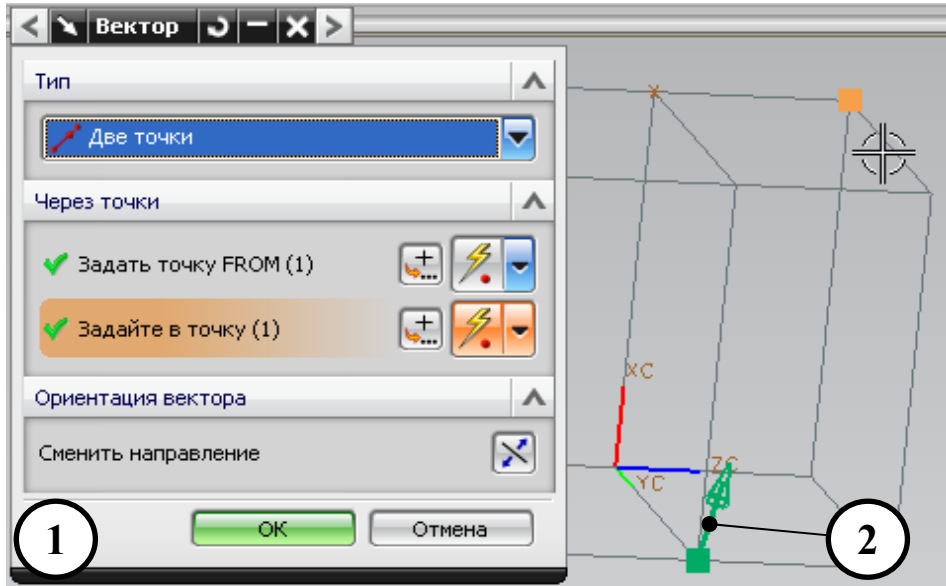 Вектор
Тип
Две точки
Через точки
Задать точку FROM (1)
Задайте в точку (1)
Ориентация вектора
Сменить направление
ОК
Отмена
XC
ZC
YC
1
2